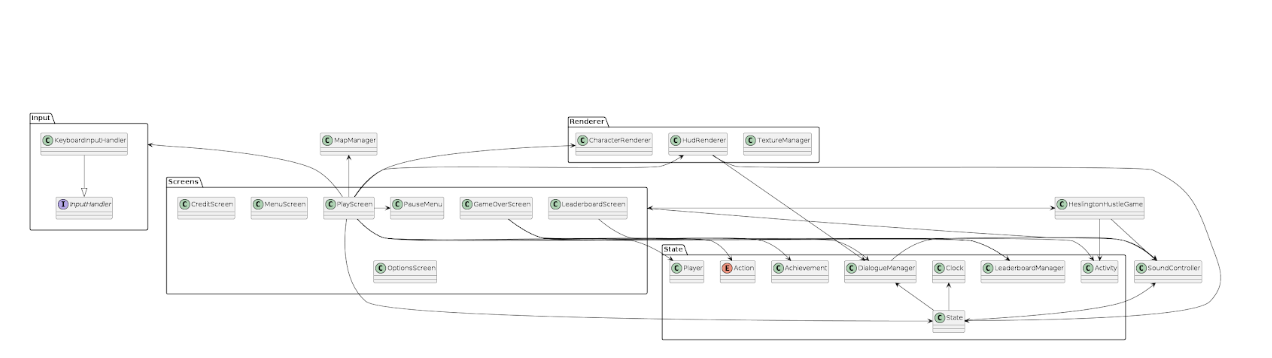 Input
C KeyboardInputHandler
I InputHandler
MapManager
Renderer
C CharacterRenderer
C HudRenderer
C TextureManager
Screens
C CreditScreen
C MenuScreen
C PlayScreen
C PauseMenu
C GameOverScreen
C LeaderboardScreen
C OptionsScreen
C HeslingtonHustleGame
State
C Player
E Action
C Achievement
C DialogueManager
C Clock
C LeaderboardManager
C Activity
C SoundController
C State